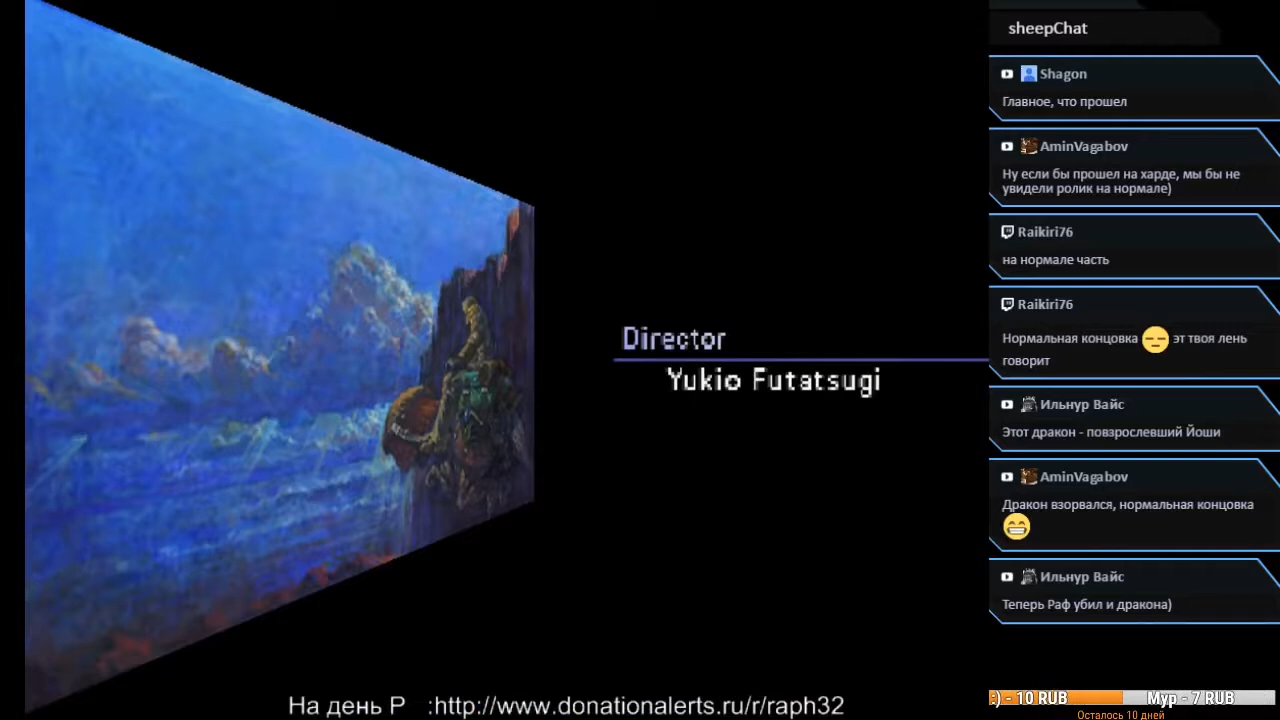 Director
Yukio Futatsugi
sheepChat
Shagon
Главное, что прошел
AminVagabov
Ну если бы прошел на харде, мы бы не
увидели ролик на нормале)
Raikiri76
на нормале часть
Raikiri76
Нормальная концовка эт твоя лень
говорит
Ильнур Вайс
Этот дракон - повзрослевший Йоши
AminVagabov
Дракон взорвался, нормальная концовка
Ильнур Вайс
Теперь Раф убил и дракона)
На день Р :http://www.donationalerts.ru/r/raph32
:) - 10 RUB Мур - 7 RUB
Осталось 10 дней